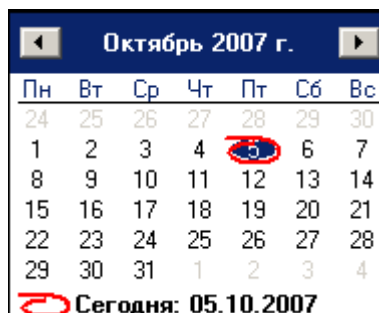 Октябрь 2007 г.
Пн Вт Ср Чт Пт Сб Вс
24 25 26 27 28 29 30
1 2 3 4 5 6 7
8 9 10 11 12 13 14
15 16 17 18 19 20 21
22 23 24 25 26 27 28
29 30 31 1 2 3 4
Сегодня: 05.10.2007